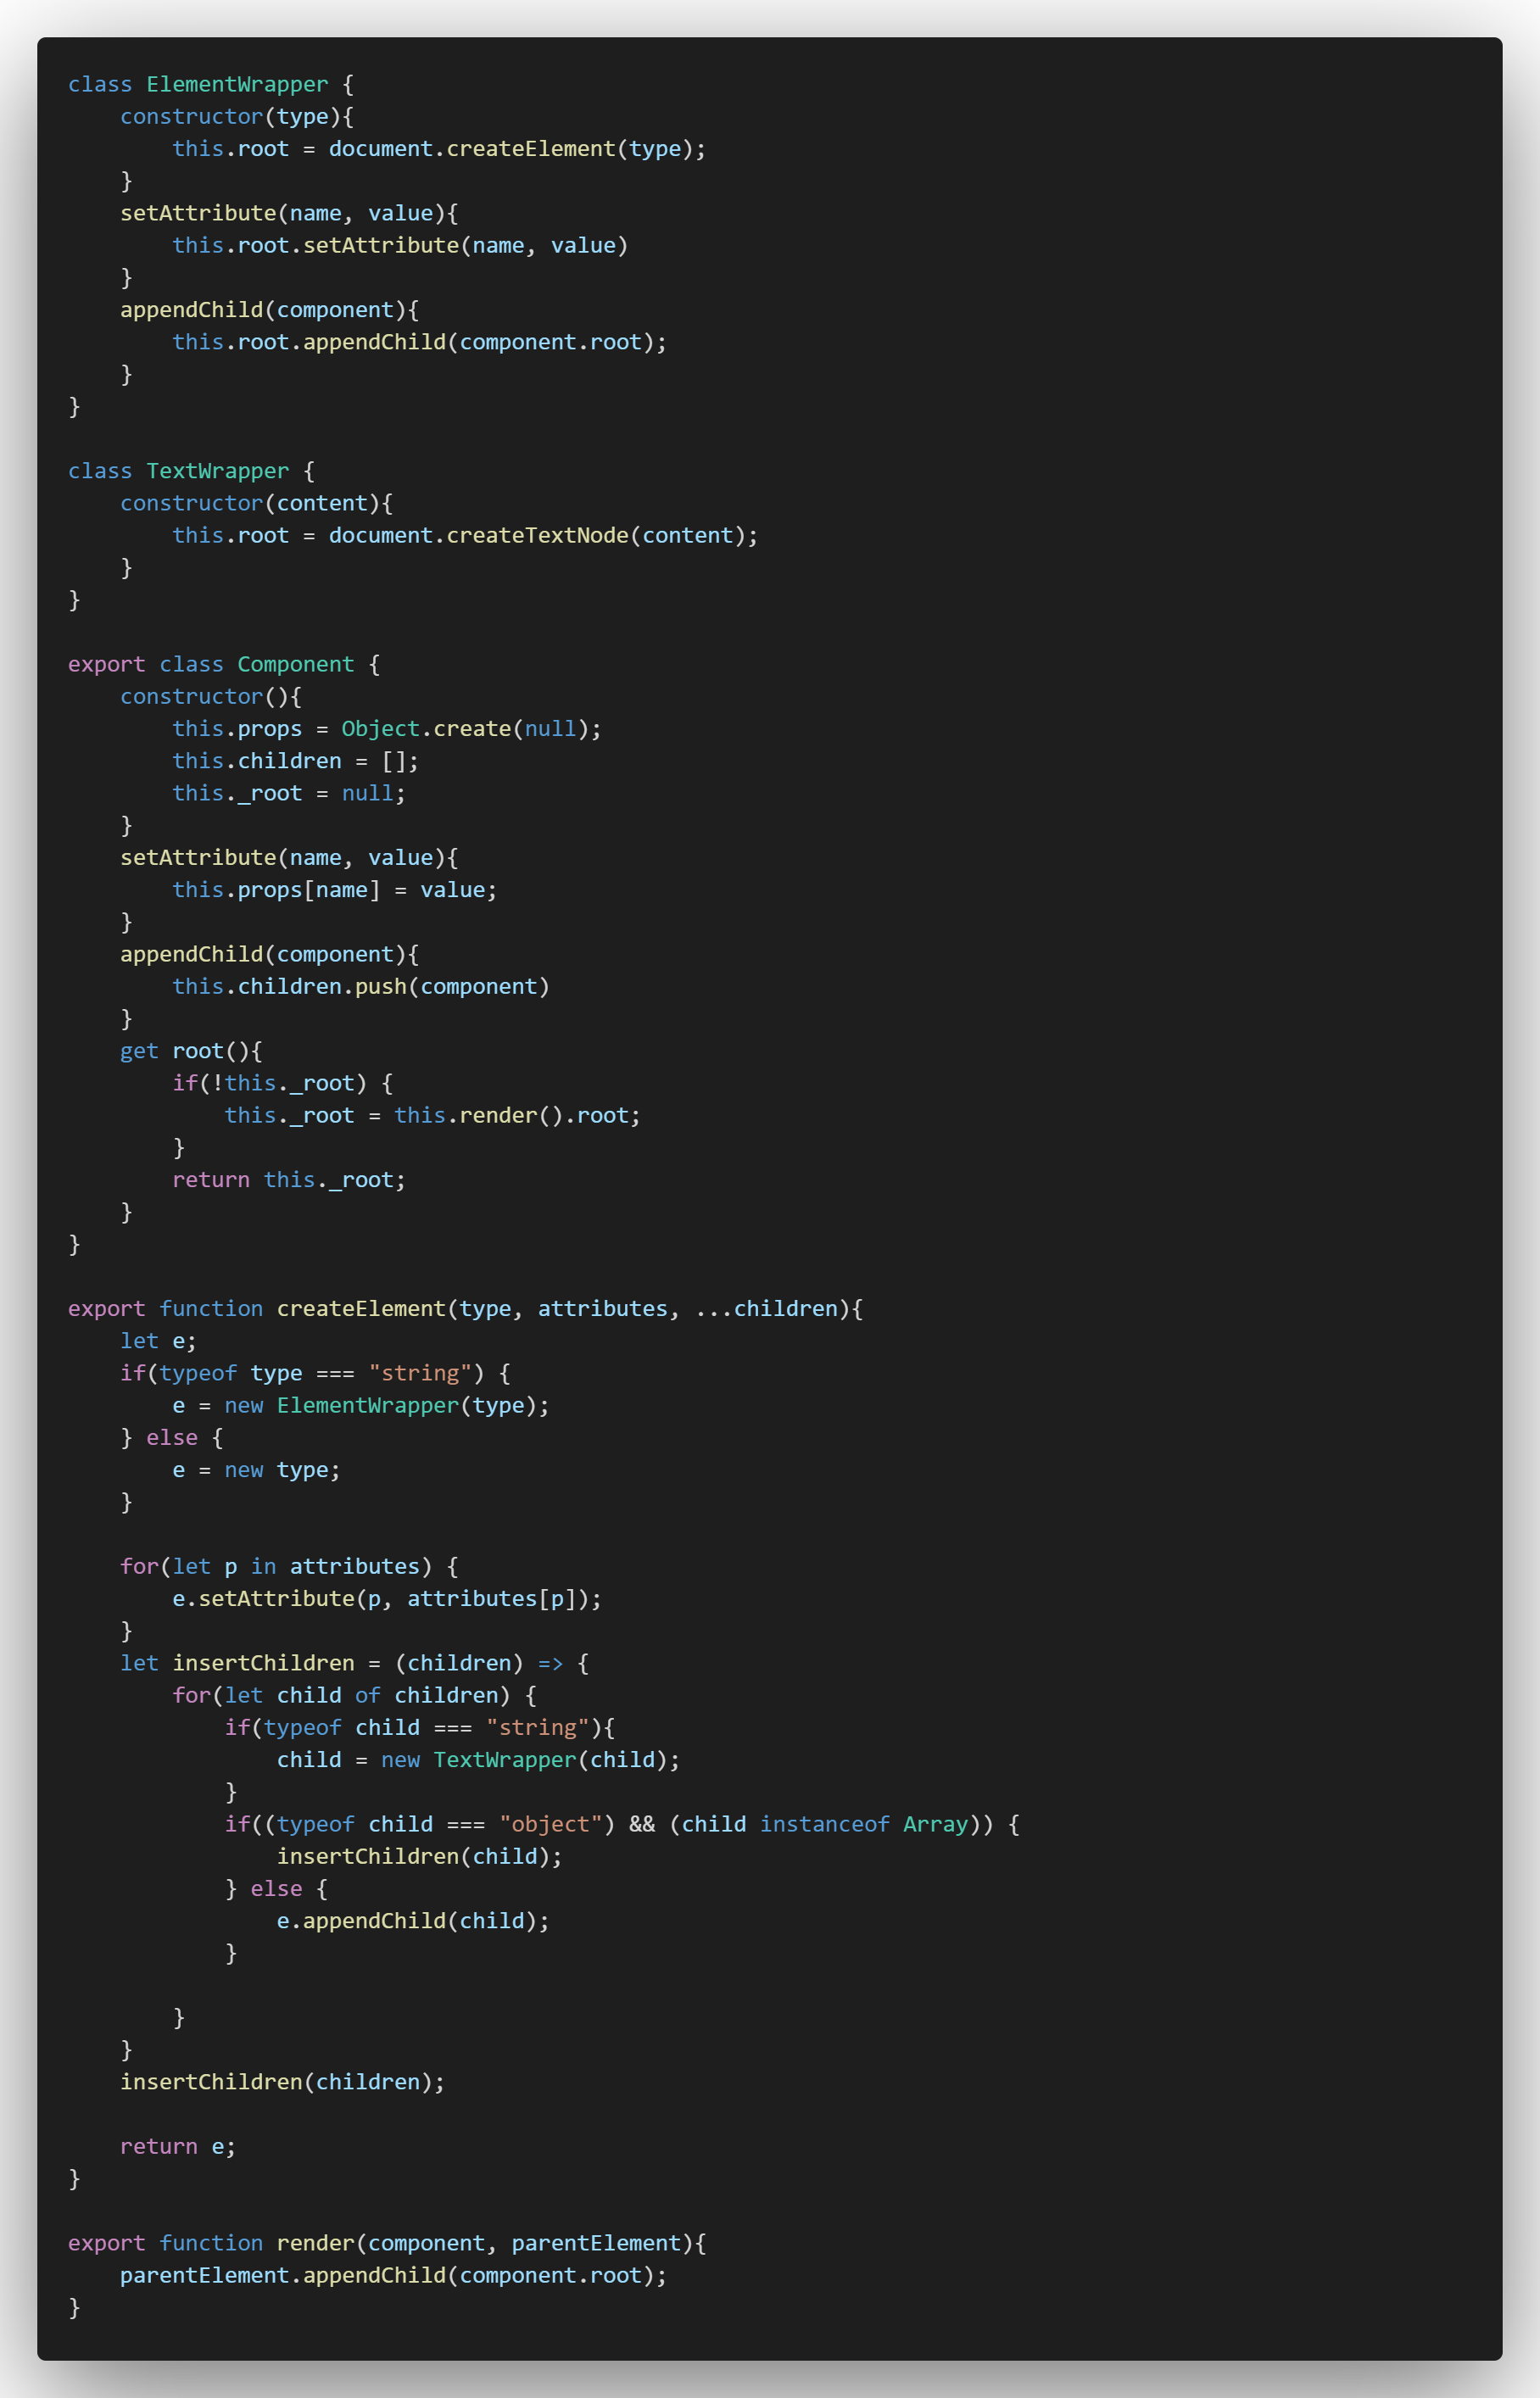 class ElementWrapper {
    constructor(type){
        this.root = document.createElement(type);
    }
    setAttribute(name, value){
        this.root.setAttribute(name, value)
    }
    appendChild(component){
        this.root.appendChild(component.root);
    }
}

class TextWrapper {
    constructor(content){
        this.root = document.createTextNode(content);
    }
}

export class Component {
    constructor(){
        this.props = Object.create(null);
        this.children = [];
        this._root = null;
    }
    setAttribute(name, value){
        this.props[name] = value;
    }
    appendChild(component){
        this.children.push(component)
    }
    get root(){
        if(!this._root) {
            this._root = this.render().root;
        }
        return this._root;
    }
}

export function createElement(type, attributes, ...children){
    let e;
    if(typeof type === "string") {
        e = new ElementWrapper(type);
    } else {
        e = new type;
    }

    for(let p in attributes) {
        e.setAttribute(p, attributes[p]);
    }
    let insertChildren = (children) => {
        for(let child of children) {
            if(typeof child === "string"){
                child = new TextWrapper(child);
            }
            if((typeof child === "object") && (child instanceof Array)) {
                insertChildren(child);
            } else {
                e.appendChild(child);
            }

        }
    }
    insertChildren(children);

    return e;
}

export function render(component, parentElement){
    parentElement.appendChild(component.root);
}